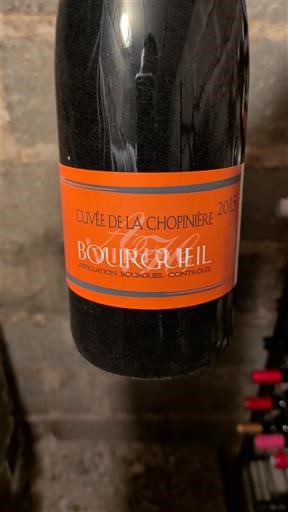 CUVÉE DE LA CHOPINIÈRE 2015
BOURGUEIL
APPELLATION BOURGUEIL CONTRÔLÉE